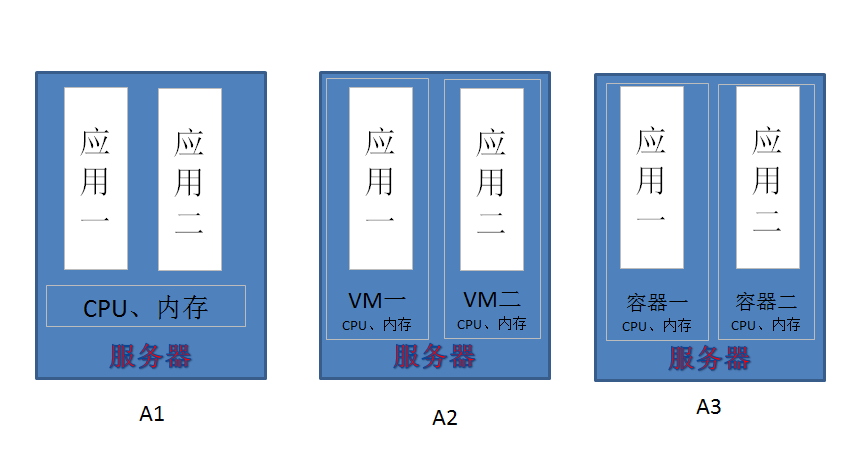 应用一
应用二
CPU、内存
服务器
A1
应用一
应用二
VM一
CPU、内存
VM二
CPU、内存
服务器
A2
应用一
应用二
容器一
CPU、内存
容器二
CPU、内存
服务器
A3